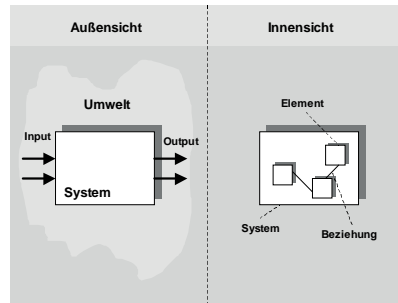 Außensicht
Innensicht
Umwelt
Input
Output
System
Element
System
Beziehung